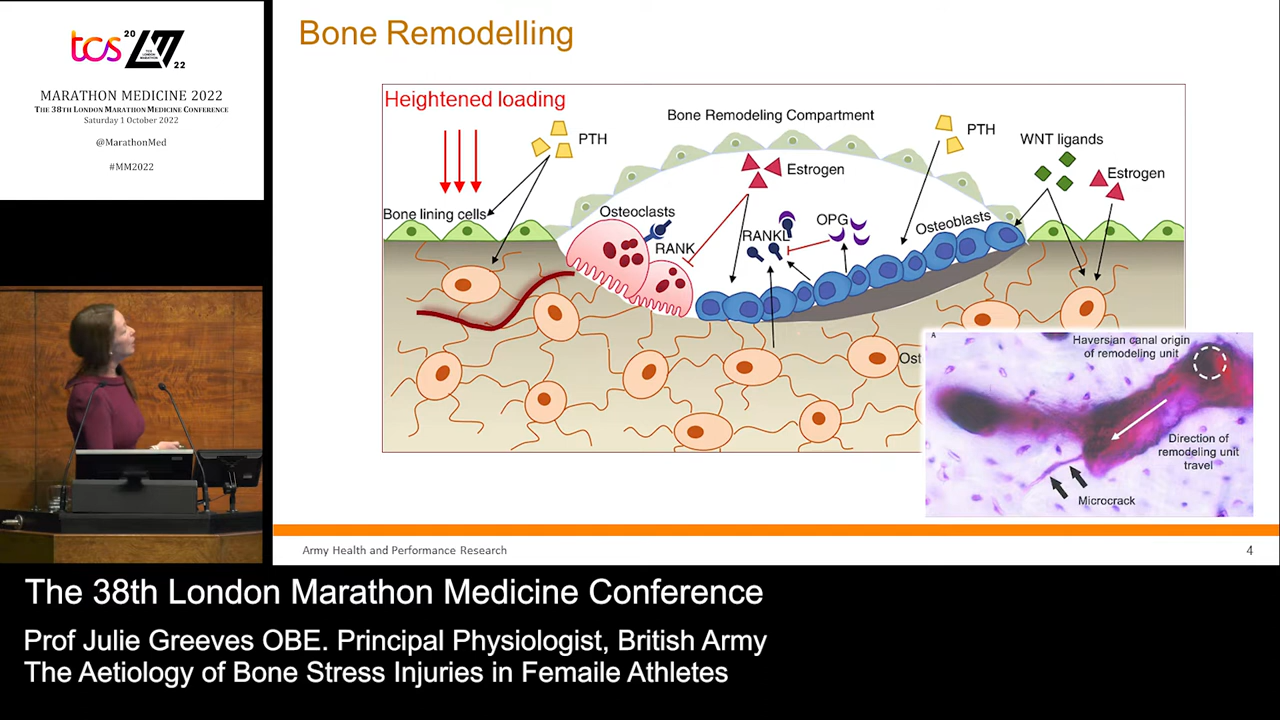 tcs
20
22
TCS
LONDON
MARATHON
MARATHON MEDICINE 2022
THE 38TH LONDON MARATHON MEDICINE CONFERENCE
Saturday 1 October 2022
@MarathonMed
#MM2022
Bone Remodelling
Heightened loading
PTH
Bone Remodeling Compartment
PTH
WNT ligands
Estrogen
Estrogen
Bone lining cells
Osteoclasts
RANK
RANKL
OPG
Osteoblasts
Ost
A
Haversian canal origin
of remodeling unit
Direction of
remodeling unit
travel
Microcrack
Army Health and Performance Research
4
The 38th London Marathon Medicine Conference
Prof Julie Greeves OBE. Principal Physiologist, British Army
The Aetiology of Bone Stress Injuries in Femaile Athletes